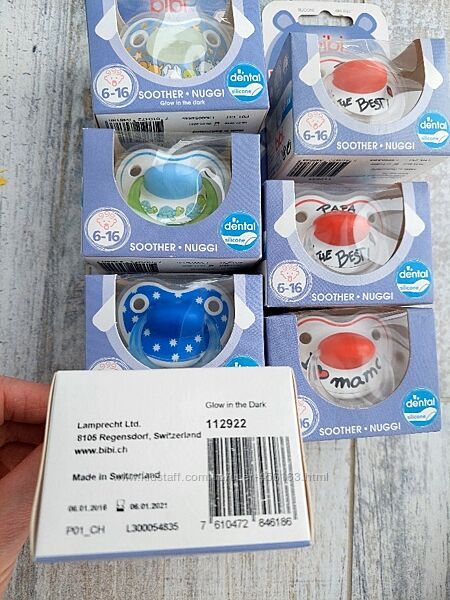 bibi
6-16
SOOTHER • NUGGI
Glow in the dark
dental
silicone
bibi
THE BEST!
6-16
SOOTHER • NUGGI
dental
silicone
6-16
SOOTHER • NUGGI
dental
silicone
PAPA
THE BEST!
6-16
SOOTHER • NUGGI
dental
silicone
mama
SOOTHER • NUGGI
dental
silicone
Glow in the Dark
Lamprecht Ltd.
112922
8105 Regensdorf, Switzerland
www.bibi.ch
Made in Switzerland
06.01.2016 06.01.2021
P01_CH L300054835
7 610472 846186